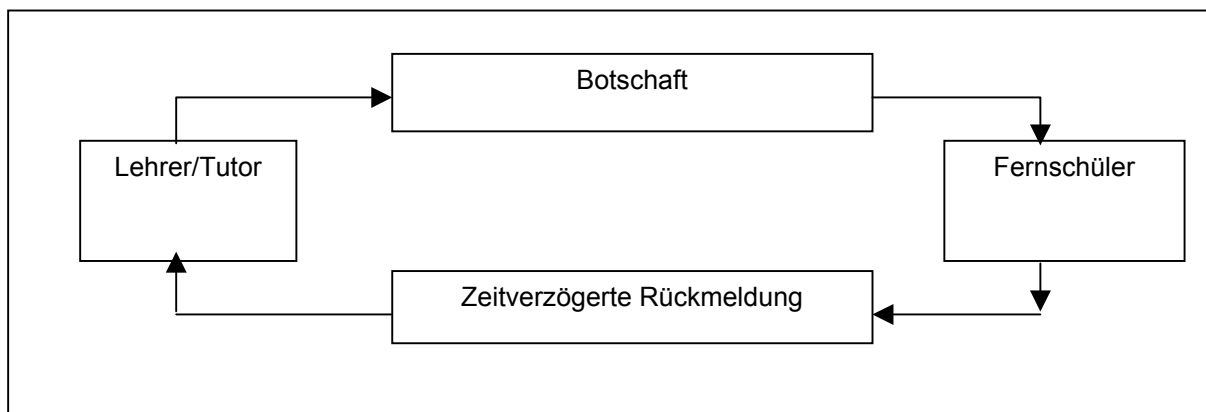 Botschaft
Lehrer/Tutor
Fernschüler
Zeitverzögerte Rückmeldung